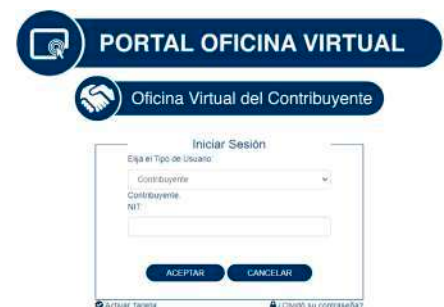 PORTAL OFICINA VIRTUAL
Oficina Virtual del Contribuyente
Iniciar Sesión
Elija el Tipo de Usuario:
Contribuyente
Contribuyente
NIT:
ACEPTAR CANCELAR
Activar Tarjeta ¿Olvidó su contraseña?